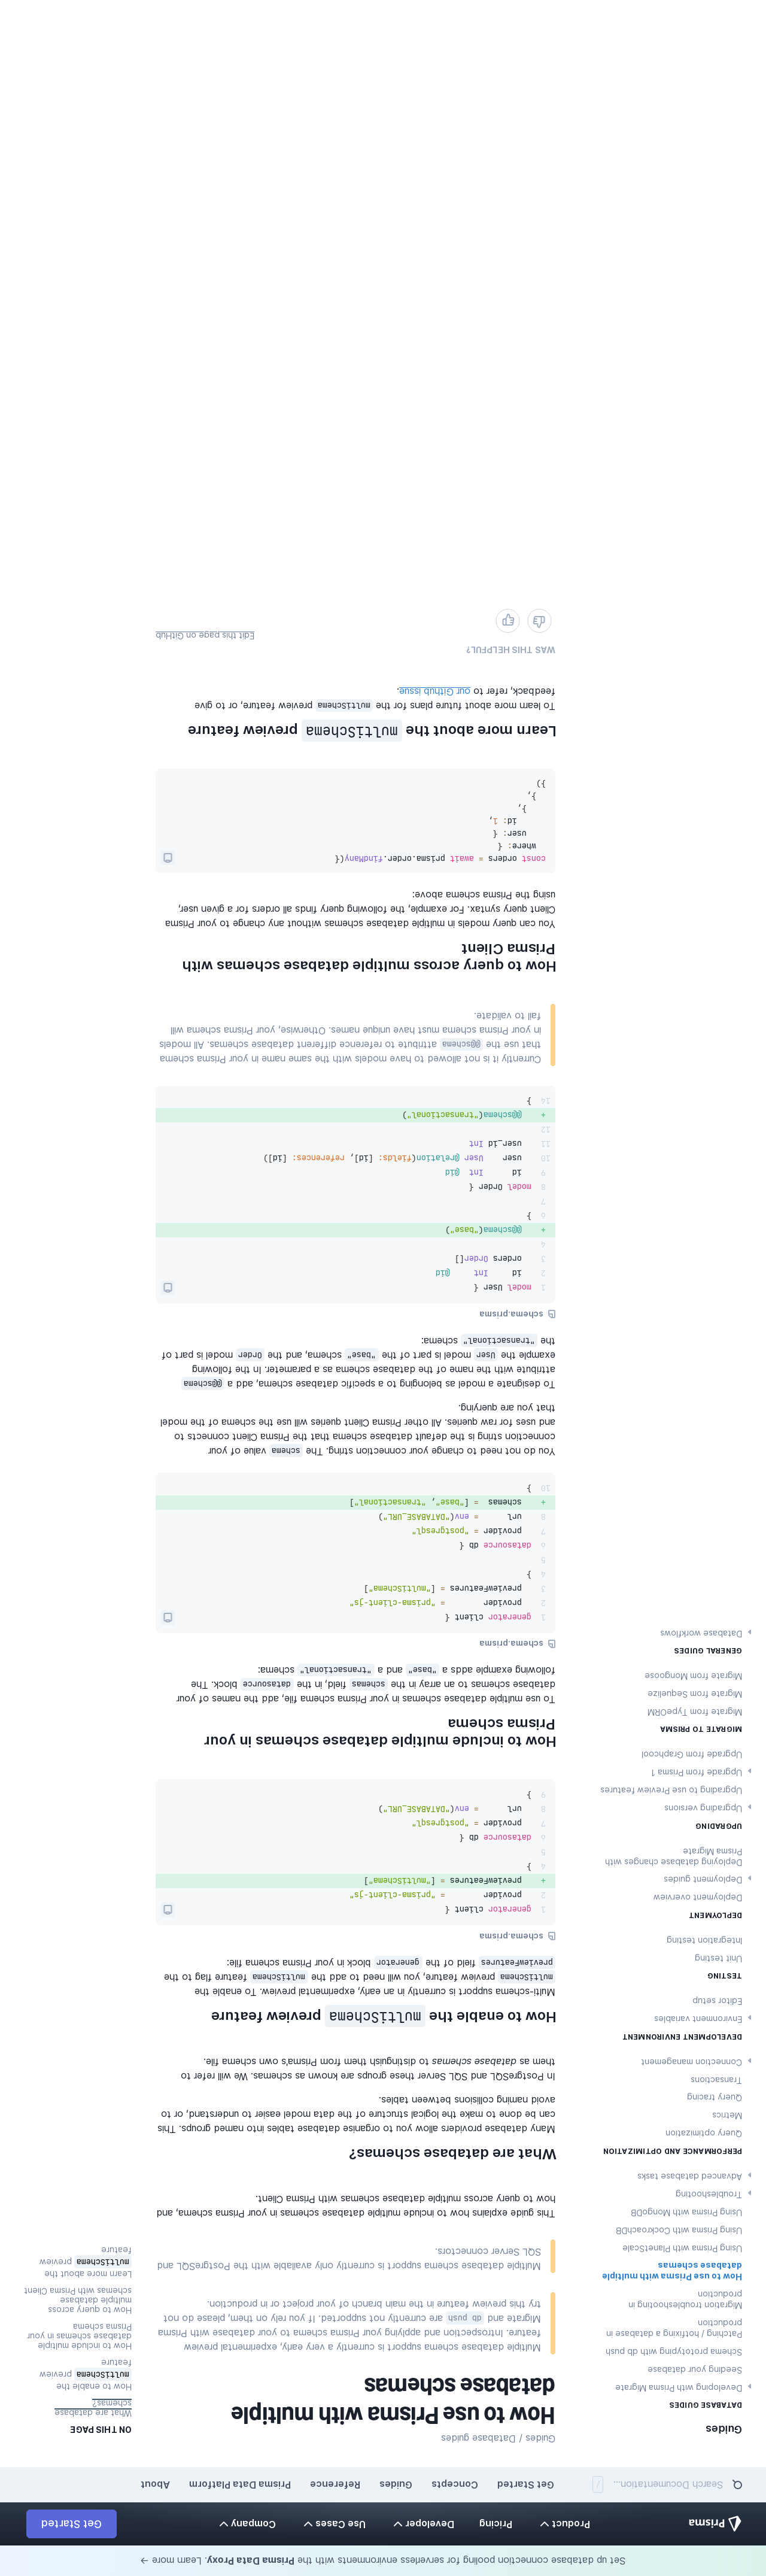 Set up database connection pooling for serverless environments with the Prisma Data Proxy. Learn more →
Prisma
Product
Pricing
Developer
Use Cases
Company
Get Started
Search Documentation...
/
Get Started
Concepts
Guides
Reference
Prisma Data Platform
About
Guides
DATABASE GUIDES
Developing with Prisma Migrate
Seeding your database
Schema prototyping with db push
Patching / hotfixing a database in
production
Migration troubleshooting in
production
How to use Prisma with multiple
database schemas
Using Prisma with PlanetScale
Using Prisma with CockroachDB
Using Prisma with MongoDB
Troubleshooting
Advanced database tasks
PERFORMANCE AND OPTIMIZATION
Query optimization
Metrics
Query tracing
Transactions
Connection management
DEVELOPMENT ENVIRONMENT
Environment variables
Editor setup
TESTING
Unit testing
Integration testing
DEPLOYMENT
Deployment overview
Deployment guides
Deploying database changes with
Prisma Migrate
UPGRADING
Upgrading versions
Upgrading to use Preview features
Upgrade from Prisma 1
Upgrade from Graphcool
MIGRATE TO PRISMA
Migrate from TypeORM
Migrate from Sequelize
Migrate from Mongoose
GENERAL GUIDES
Database workflows
Guides / Database guides
How to use Prisma with multiple
database schemas
Multiple database schema support is currently a very early, experimental preview
feature. Introspection and applying your Prisma schema to your database with Prisma
Migrate and db push are currently not supported. If you rely on them, please do not
try this preview feature in the main branch of your project or in production.
Multiple database schema support is currently only available with the PostgreSQL and
SQL Server connectors.
This guide explains how to include multiple database schemas in your Prisma schema, and
how to query across multiple database schemas with Prisma Client.
What are database schemas?
Many database providers allow you to organise database tables into named groups. This
can be done to make the logical structure of the data model easier to understand, or to
avoid naming collisions between tables.
In PostgreSQL and SQL Server these groups are known as schemas. We will refer to
them as database schemas to distinguish them from Prisma's own schema file.
How to enable the multiSchema preview feature
Multi-schema support is currently in an early, experimental preview. To enable the
multiSchema preview feature, you will need to add the multiSchema feature flag to the
previewFeatures field of the generator block in your Prisma schema file:
schema.prisma
1 generator client {
2 provider = "prisma-client-js"
+ previewFeatures = ["multiSchema"]
4 }
5
6 datasource db {
7 provider = "postgresql"
8 url = env("DATABASE_URL")
9 }
How to include multiple database schemas in your
Prisma schema
To use multiple database schemas in your Prisma schema file, add the names of your
database schemas to an array in the schemas field, in the datasource block. The
following example adds a "base" and a "transactional" schema:
schema.prisma
1 generator client {
2 provider = "prisma-client-js"
3 previewFeatures = ["multiSchema"]
4 }
5
6 datasource db {
7 provider = "postgresql"
8 url = env("DATABASE_URL")
+ schemas = ["base", "transactional"]
10 }
You do not need to change your connection string. The schema value of your
connection string is the default database schema that the Prisma Client connects to
and uses for raw queries. All other Prisma Client queries will use the schema of the model
that you are querying.
To designate a model as belonging to a specific database schema, add a @@schema
attribute with the name of the database schema as a parameter. In the following
example the User model is part of the "base" schema, and the Order model is part of
the "transactional" schema:
schema.prisma
1 model User {
2 id Int @id
3 orders Order[]
4
+ @@schema("base")
6 }
7
8 model Order {
9 id Int @id
10 user User @relation(fields: [id], references: [id])
11 user_id Int
12
+ @@schema("transactional")
14 }
Currently it is not allowed to have models with the same name in your Prisma schema
that use the @@schema attribute to reference different database schemas. All models
in your Prisma schema must have unique names. Otherwise, your Prisma schema will
fail to validate.
How to query across multiple database schemas with
Prisma Client
You can query models in multiple database schemas without any change to your Prisma
Client query syntax. For example, the following query finds all orders for a given user,
using the Prisma schema above:
const orders = await prisma.order.findMany({
where: {
user: {
id: 1,
},
},
})
Learn more about the multiSchema preview feature
To learn more about future plans for the multiSchema preview feature, or to give
feedback, refer to our Github issue.
WAS THIS HELPFUL?
Edit this page on GitHub
ON THIS PAGE
What are database
schemas?
How to enable the
multiSchema preview
feature
How to include multiple
database schemas in your
Prisma schema
How to query across
multiple database
schemas with Prisma Client
Learn more about the
multiSchema preview
feature